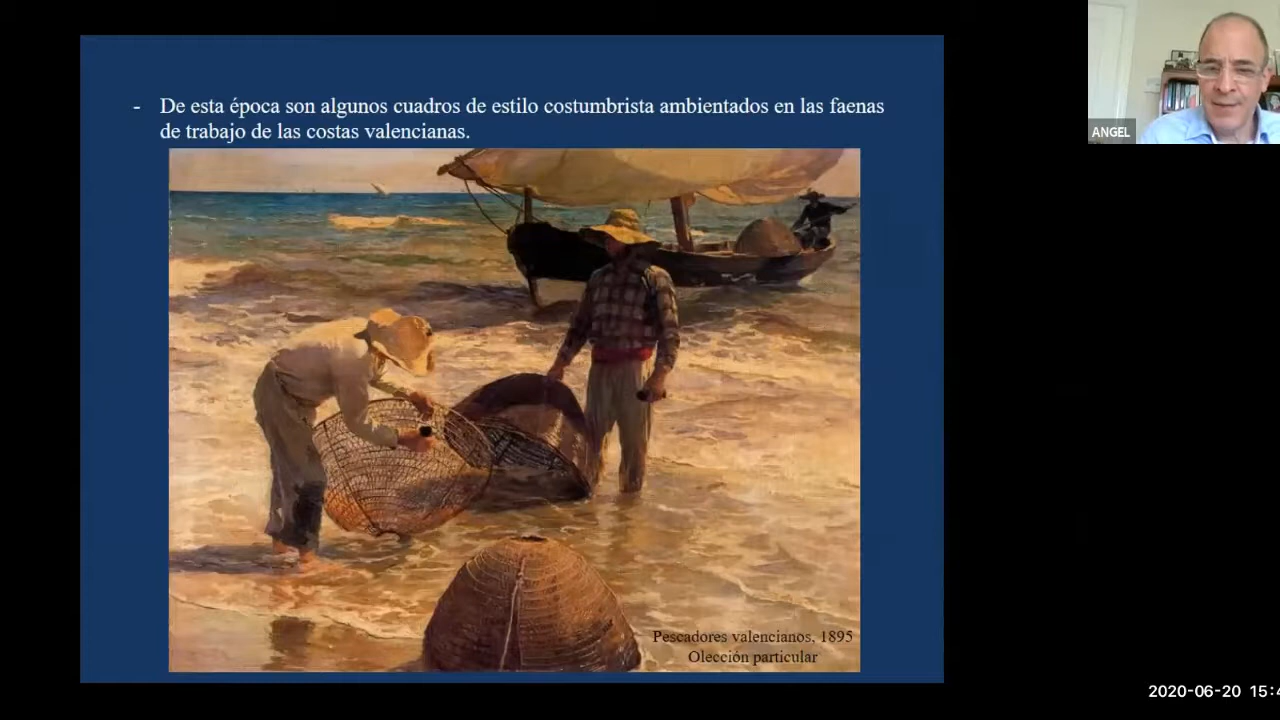 - De esta época son algunos cuadros de estilo costumbrista ambientados en las faenas
de trabajo de las costas valencianas.
ANGEL
Pescadores valencianos, 1895
Olección particular
2020-06-20 15:4